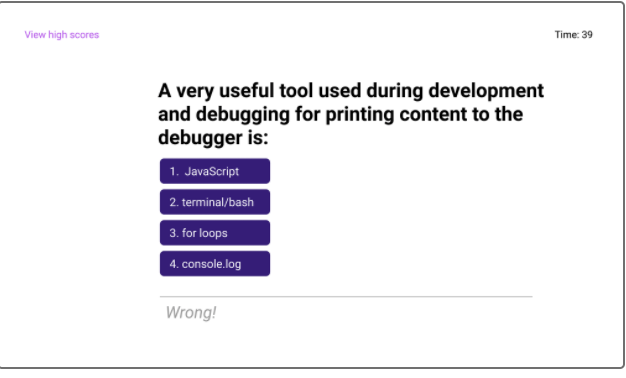 View high scores
Time: 39
A very useful tool used during development
and debugging for printing content to the
debugger is:
1. JavaScript
2. terminal/bash
3. for loops
4. console.log
Wrong!